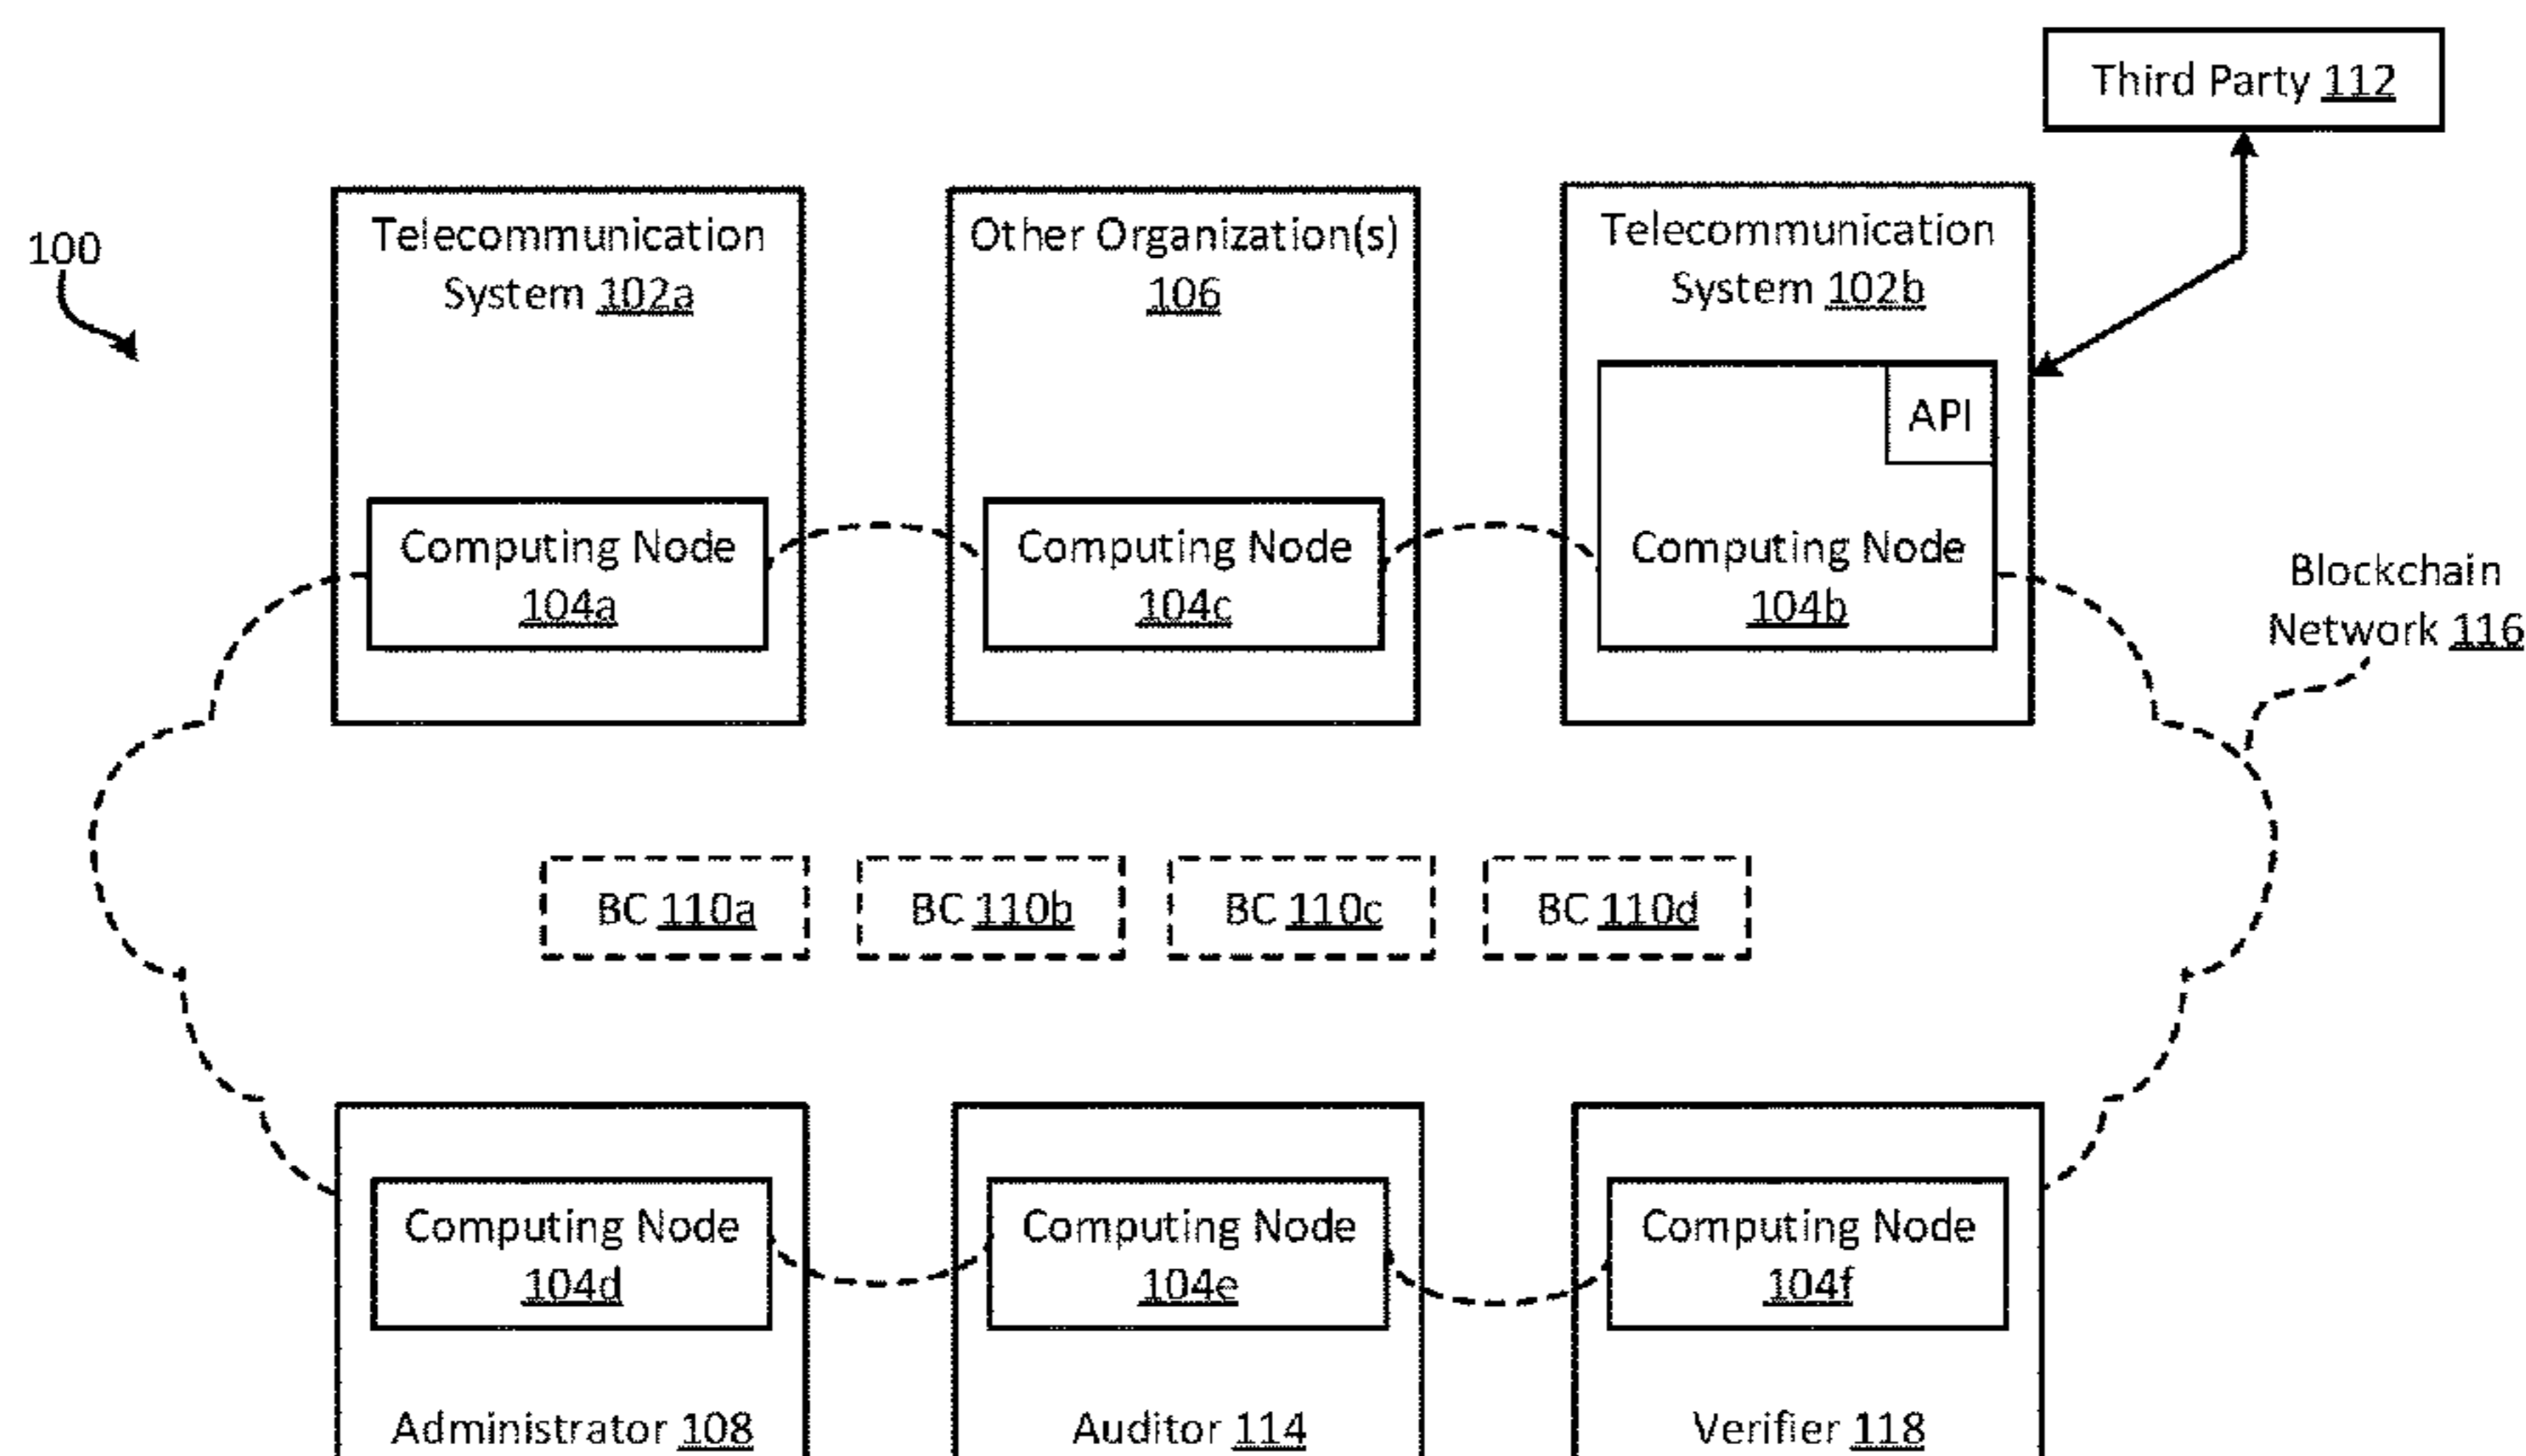 Third Party 112
100
Telecommunication
System 102a
Other Organization(s)
106
Telecommunication
System 102b
API
Computing Node
104a
Computing Node
104c
Computing Node
104b
Blockchain
Network 116
BC 110a
BC 110b
BC 110c
BC 110d
Computing Node
104d
Computing Node
104e
Computing Node
104f
Administrator 108
Auditor 114
Verifier 118